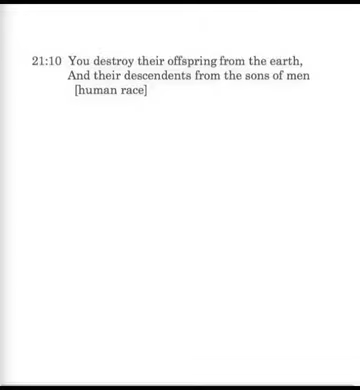 21:10 You destroy their offspring from the earth,
And their descendents from the sons of men
[human race]